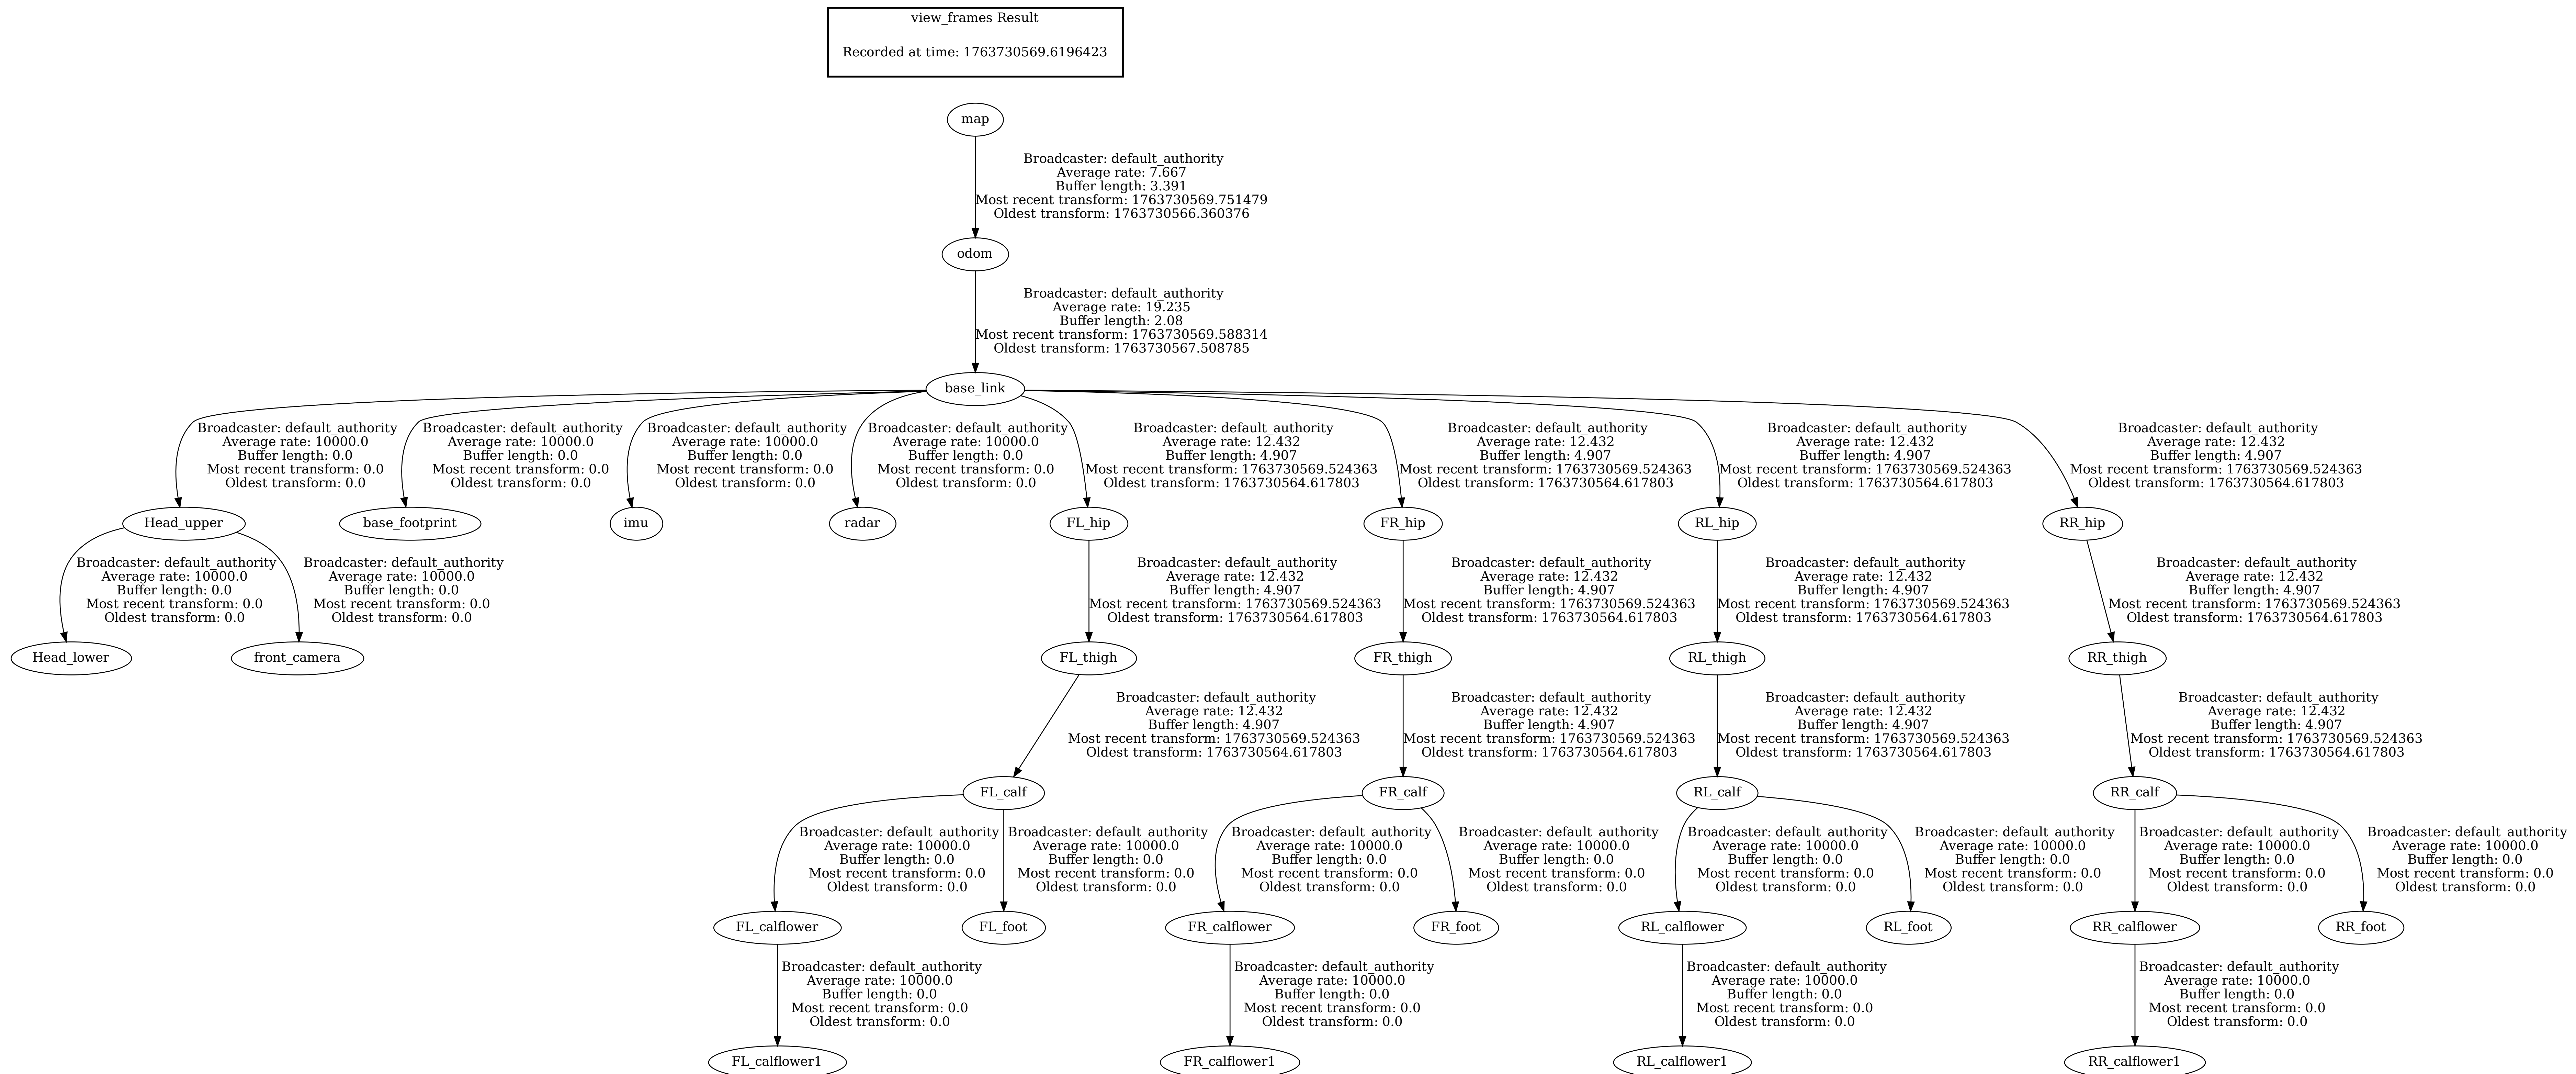 view_frames Result
Recorded at time: 1763730569.6196423
map
Broadcaster: default_authority
Average rate: 7.667
Buffer length: 3.391
Most recent transform: 1763730569.751479
Oldest transform: 1763730566.360376
odom
Broadcaster: default_authority
Average rate: 19.235
Buffer length: 2.08
Most recent transform: 1763730569.588314
Oldest transform: 1763730567.508785
base_link
Broadcaster: default_authority
Average rate: 10000.0
Buffer length: 0.0
Most recent transform: 0.0
Oldest transform: 0.0
Broadcaster: default_authority
Average rate: 10000.0
Buffer length: 0.0
Most recent transform: 0.0
Oldest transform: 0.0
Broadcaster: default_authority
Average rate: 10000.0
Buffer length: 0.0
Most recent transform: 0.0
Oldest transform: 0.0
Broadcaster: default_authority
Average rate: 10000.0
Buffer length: 0.0
Most recent transform: 0.0
Oldest transform: 0.0
Broadcaster: default_authority
Average rate: 12.432
Buffer length: 4.907
Most recent transform: 1763730569.524363
Oldest transform: 1763730564.617803
Broadcaster: default_authority
Average rate: 12.432
Buffer length: 4.907
Most recent transform: 1763730569.524363
Oldest transform: 1763730564.617803
Broadcaster: default_authority
Average rate: 12.432
Buffer length: 4.907
Most recent transform: 1763730569.524363
Oldest transform: 1763730564.617803
Broadcaster: default_authority
Average rate: 12.432
Buffer length: 4.907
Most recent transform: 1763730569.524363
Oldest transform: 1763730564.617803
Head_upper
base_footprint
imu
radar
FL_hip
FR_hip
RL_hip
RR_hip
Broadcaster: default_authority
Average rate: 10000.0
Buffer length: 0.0
Most recent transform: 0.0
Oldest transform: 0.0
Broadcaster: default_authority
Average rate: 10000.0
Buffer length: 0.0
Most recent transform: 0.0
Oldest transform: 0.0
Broadcaster: default_authority
Average rate: 12.432
Buffer length: 4.907
Most recent transform: 1763730569.524363
Oldest transform: 1763730564.617803
Broadcaster: default_authority
Average rate: 12.432
Buffer length: 4.907
Most recent transform: 1763730569.524363
Oldest transform: 1763730564.617803
Broadcaster: default_authority
Average rate: 12.432
Buffer length: 4.907
Most recent transform: 1763730569.524363
Oldest transform: 1763730564.617803
Broadcaster: default_authority
Average rate: 12.432
Buffer length: 4.907
Most recent transform: 1763730569.524363
Oldest transform: 1763730564.617803
Head_lower
front_camera
FL_thigh
FR_thigh
RL_thigh
RR_thigh
Broadcaster: default_authority
Average rate: 12.432
Buffer length: 4.907
Most recent transform: 1763730569.524363
Oldest transform: 1763730564.617803
Broadcaster: default_authority
Average rate: 12.432
Buffer length: 4.907
Most recent transform: 1763730569.524363
Oldest transform: 1763730564.617803
Broadcaster: default_authority
Average rate: 12.432
Buffer length: 4.907
Most recent transform: 1763730569.524363
Oldest transform: 1763730564.617803
Broadcaster: default_authority
Average rate: 12.432
Buffer length: 4.907
Most recent transform: 1763730569.524363
Oldest transform: 1763730564.617803
FL_calf
FR_calf
RL_calf
RR_calf
Broadcaster: default_authority
Average rate: 10000.0
Buffer length: 0.0
Most recent transform: 0.0
Oldest transform: 0.0
Broadcaster: default_authority
Average rate: 10000.0
Buffer length: 0.0
Most recent transform: 0.0
Oldest transform: 0.0
Broadcaster: default_authority
Average rate: 10000.0
Buffer length: 0.0
Most recent transform: 0.0
Oldest transform: 0.0
Broadcaster: default_authority
Average rate: 10000.0
Buffer length: 0.0
Most recent transform: 0.0
Oldest transform: 0.0
Broadcaster: default_authority
Average rate: 10000.0
Buffer length: 0.0
Most recent transform: 0.0
Oldest transform: 0.0
Broadcaster: default_authority
Average rate: 10000.0
Buffer length: 0.0
Most recent transform: 0.0
Oldest transform: 0.0
Broadcaster: default_authority
Average rate: 10000.0
Buffer length: 0.0
Most recent transform: 0.0
Oldest transform: 0.0
Broadcaster: default_authority
Average rate: 10000.0
Buffer length: 0.0
Most recent transform: 0.0
Oldest transform: 0.0
FL_calflower
FL_foot
FR_calflower
FR_foot
RL_calflower
RL_foot
RR_calflower
RR_foot
Broadcaster: default_authority
Average rate: 10000.0
Buffer length: 0.0
Most recent transform: 0.0
Oldest transform: 0.0
Broadcaster: default_authority
Average rate: 10000.0
Buffer length: 0.0
Most recent transform: 0.0
Oldest transform: 0.0
Broadcaster: default_authority
Average rate: 10000.0
Buffer length: 0.0
Most recent transform: 0.0
Oldest transform: 0.0
Broadcaster: default_authority
Average rate: 10000.0
Buffer length: 0.0
Most recent transform: 0.0
Oldest transform: 0.0
FL_calflower1
FR_calflower1
RL_calflower1
RR_calflower1